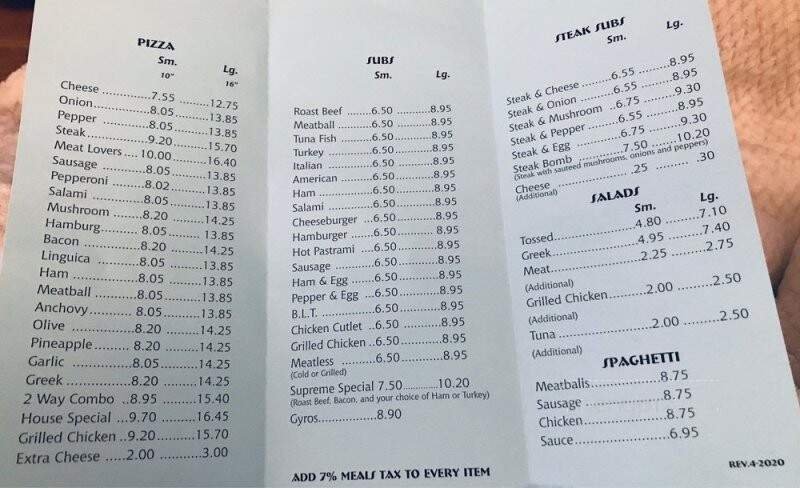 PIZZA
Sm. Lg.
10" 16"
Cheese ............7.55 ..........12.75
Onion..............8.05 ..........13.85
Pepper ............8.05 ..........13.85
Steak..............9.20 ..........15.70
Meat Lovers .... 10.00 ..........16.40
Sausage ..........8.05 ..........13.85
Pepperoni ........8.02 ..........13.85
Salami ............8.05 ..........13.85
Mushroom ........8.20 ..........14.25
Hamburg.......... 8.05 ..........13.85
Bacon ............8.20 ..........14.25
Linguica ..........8.05 ..........13.85
Ham ..............8.05 ..........13.85
Meatball ..........8.05 ..........13.85
Anchovy.......... 8.05 ..........13.85
Olive ..............8.20 ..........14.25
Pineapple........ 8.20 ..........14.25
Garlic ............8.05..........14.25
Greek ............8.20 ..........14.25
2 Way Combo ..8.95 ..........15.40
House Special ...9.70 ..........16.45
Grilled Chicken ..9.20..........15.70
Extra Cheese .....2.00 ..........3.00
SUBS
Sm. Lg.
Roast Beef ........6.50 ............8.95
Meatball ..........6.50 ............8.95
Tuna Fish ........6.50 ............8.95
Turkey ............6.50 ............8.95
Italian ............6.50 ............8.95
American ........6.50 ............8.95
Ham ..............6.50 ............8.95
Salami ............6.50 ............8.95
Cheeseburger ...6.50 ............8.95
Hamburger ......6.50 ............8.95
Hot Pastrami ....6.50............8.95
Sausage ..........6.50 ............8.95
Ham & Egg ......6.50 ............8.95
Pepper & Egg ...6.50............8.95
B.L.T. ............6.50 ............8.95
Chicken Cutlet ..6.50 ............8.95
Grilled Chicken ..6.50 ............8.95
Meatless ..........6.50 ............8.95
(Cold or Grilled)
Supreme Special 7.50 ............10.20
(Roast Beef, Bacon, and your choice of Ham or Turkey)
Gyros................8.90
ADD 7% MEALS TAX TO EVERY ITEM
STEAK SUBS
Sm. Lg.
Steak & Cheese ........6.55 ........8.95
Steak & Onion ........6.55 ........8.95
Steak & Mushroom ..6.75 ........9.30
Steak & Pepper ........6.55 ........8.95
Steak & Egg ............6.75 ........9.30
Steak Bomb ............7.50 ........10.20
(Steak with sauteed mushrooms, onions and peppers)
Cheese .................... .25 ........ .30
(Additional)
SALADS
Sm. Lg.
Tossed....................4.80 ........7.10
Greek.....................4.95 ........7.40
Meat......................2.25 ........2.75
(Additional)
Grilled Chicken.........2.00 ........2.50
(Additional)
Tuna ......................2.00 ........2.50
(Additional)
SPAGHETTI
Meatballs................8.75
Sausage ................8.75
Chicken..................8.75
Sauce....................6.95
REV.4-2020